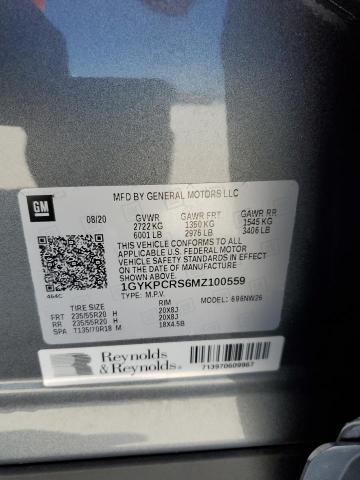 GM
MFD BY GENERAL MOTORS LLC
08/20 GVWR GAWR FRT GAWR RR
2722 KG 1350 KG 1545 KG
6001 LB 2976 LB 3406 LB
THIS VEHICLE CONFORMS TO ALL
APPLICABLE U.S. FEDERAL MOTOR
VEHICLE SAFETY STANDARDS IN EFFECT ON
THE DATE OF MANUFACTURE
SHOWN ABOVE.
464C
1GYKPCRS6MZ100559
TYPE: M.P.V. MODEL: 6S6NW26
TIRE SIZE RIM
FRT 235/55R20 H 20X8J
RR 235/55R20 H 20X8J
SPA T135/70R18 M 18X4.5B
Reynolds
& Reynolds®
713970609967